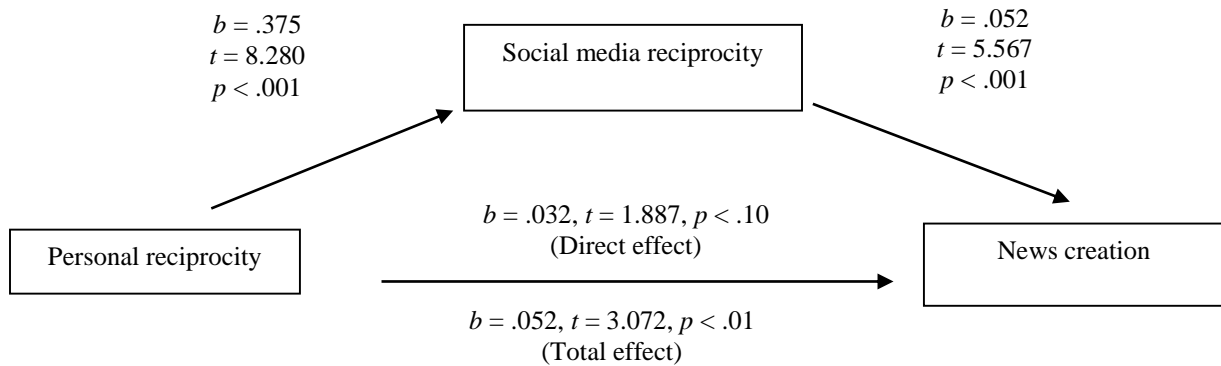 b = .375
t = 8.280
p < .001
Social media reciprocity
b = .052
t = 5.567
p < .001
Personal reciprocity
b = .032, t = 1.887, p < .10
(Direct effect)
b = .052, t = 3.072, p < .01
(Total effect)
News creation